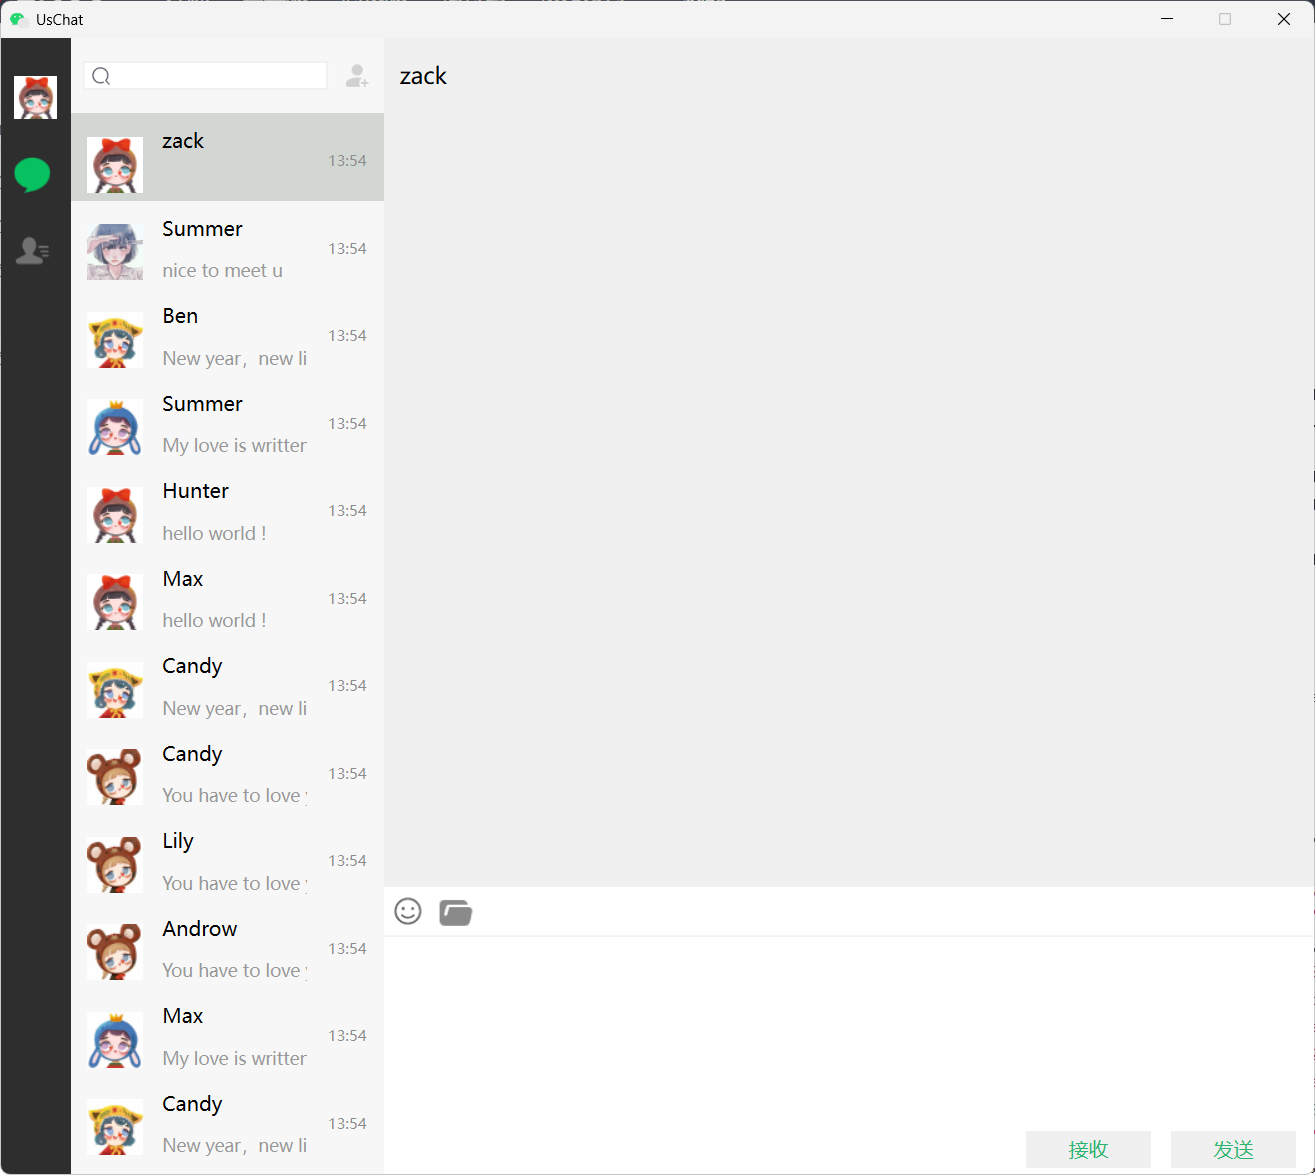 UsChat
zack
zack
13:54
Summer
13:54
nice to meet u
Ben
13:54
New year，new li
Summer
13:54
My love is writter
Hunter
13:54
hello world !
Max
13:54
hello world !
Candy
13:54
New year，new li
Candy
13:54
You have to love
Lily
13:54
You have to love
Androw
13:54
You have to love
Max
13:54
My love is writter
Candy
13:54
New year，new li
接收
发送